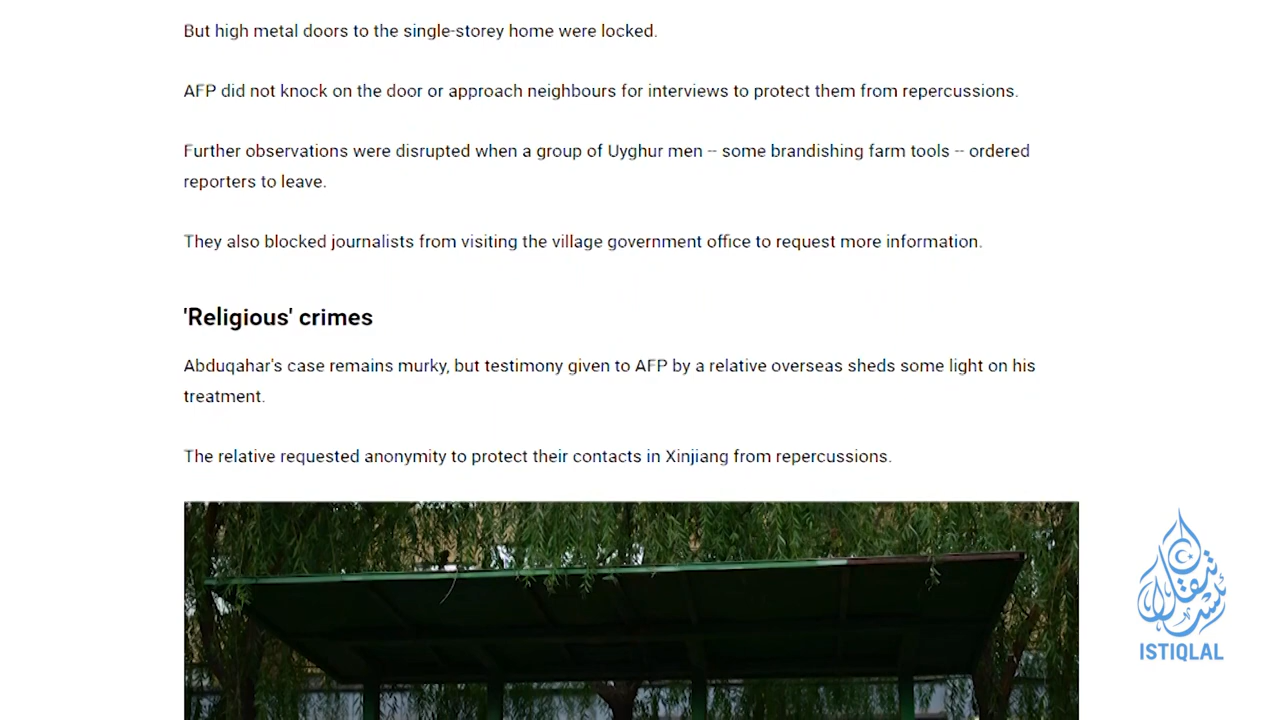 But high metal doors to the single-storey home were locked.
AFP did not knock on the door or approach neighbours for interviews to protect them from repercussions.
Further observations were disrupted when a group of Uyghur men -- some brandishing farm tools -- ordered
reporters to leave.
They also blocked journalists from visiting the village government office to request more information.
'Religious' crimes
Abduqahar's case remains murky, but testimony given to AFP by a relative overseas sheds some light on his
treatment.
The relative requested anonymity to protect their contacts in Xinjiang from repercussions.
ISTIQLAL